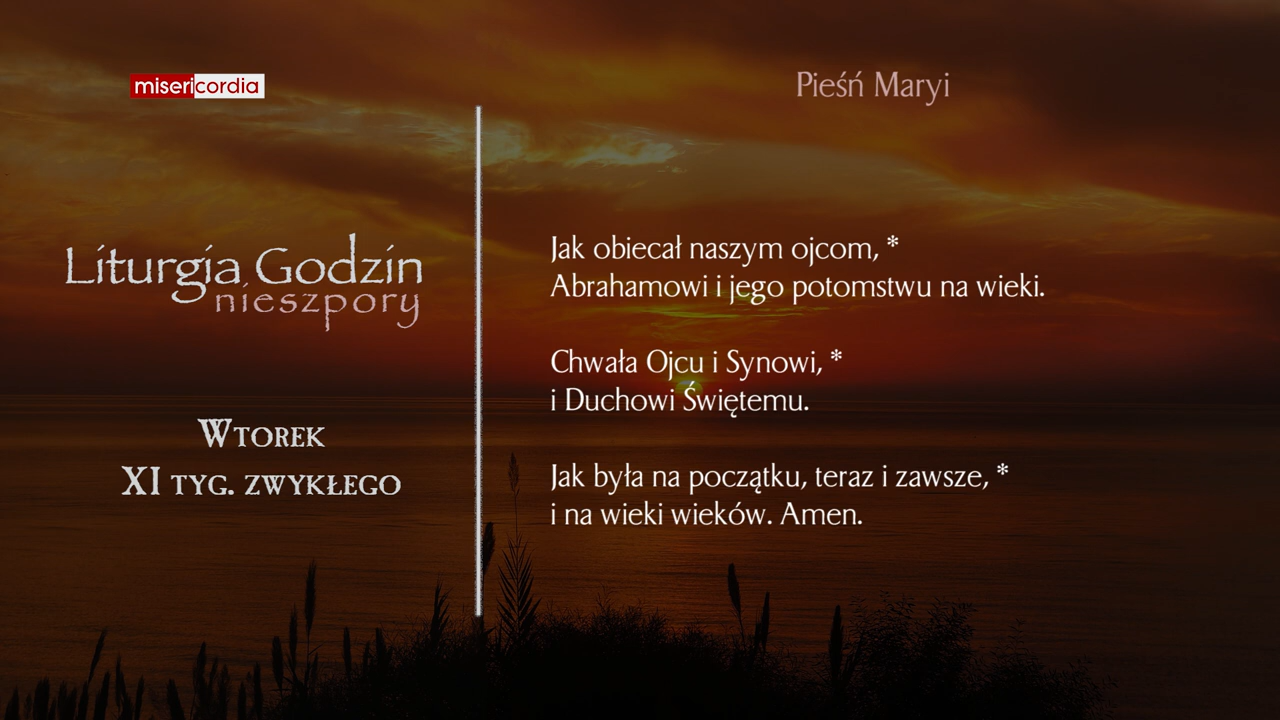 misericordia
Liturgia Godzin
nieszpory
Wtorek
XI tyg. zwykłego
Pieśń Maryi
Jak obiecał naszym ojcom, *
Abrahamowi i jego potomstwu na wieki.
Chwała Ojcu i Synowi, *
i Duchowi Świętemu.
Jak była na początku, teraz i zawsze, *
i na wieki wieków. Amen.